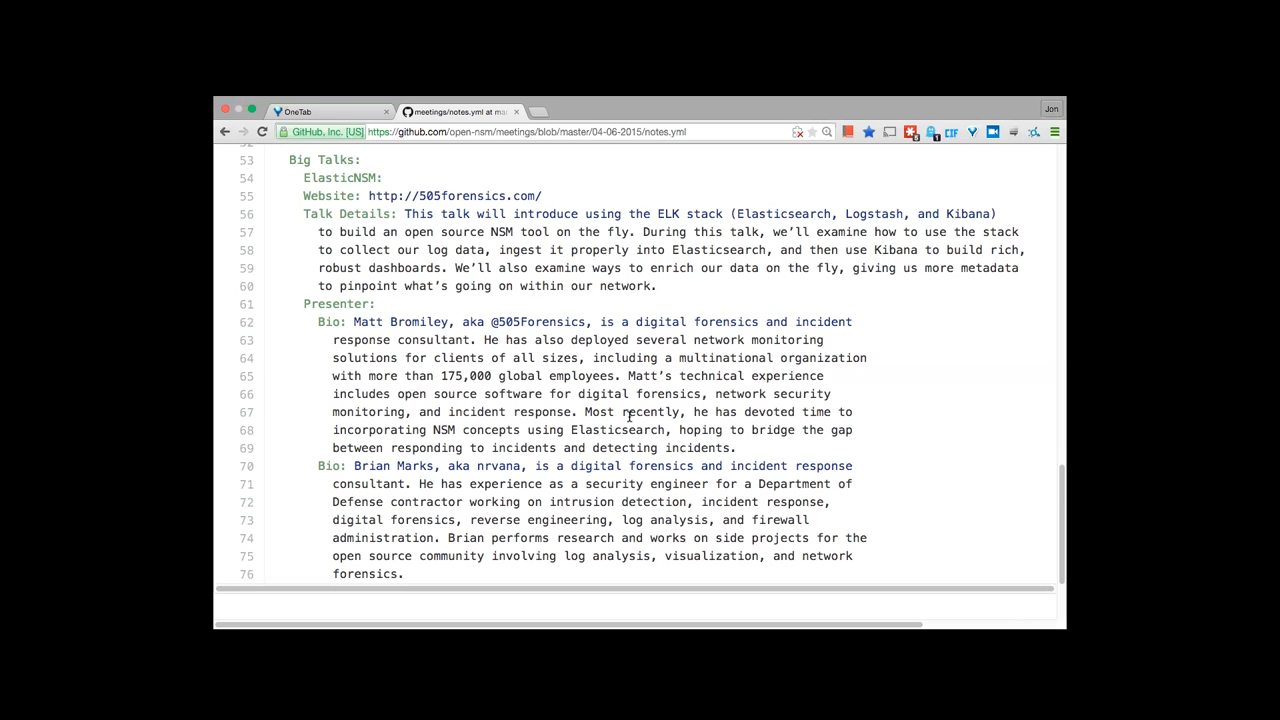 OneTab
meetings/notes.yml at ma
Jon
GitHub, Inc. [US] https://github.com/open-nsm/meetings/blob/master/04-06-2015/notes.yml
53 Big Talks:
54 ElasticNSM:
55 Website: http://505forensics.com/
56 Talk Details: This talk will introduce using the ELK stack (Elasticsearch, Logstash, and Kibana)
57 to build an open source NSM tool on the fly. During this talk, we’ll examine how to use the stack
58 to collect our log data, ingest it properly into Elasticsearch, and then use Kibana to build rich,
59 robust dashboards. We’ll also examine ways to enrich our data on the fly, giving us more metadata
60 to pinpoint what’s going on within our network.
61 Presenter:
62 Bio: Matt Bromiley, aka @505Forensics, is a digital forensics and incident
63 response consultant. He has also deployed several network monitoring
64 solutions for clients of all sizes, including a multinational organization
65 with more than 175,000 global employees. Matt’s technical experience
66 includes open source software for digital forensics, network security
67 monitoring, and incident response. Most recently, he has devoted time to
68 incorporating NSM concepts using Elasticsearch, hoping to bridge the gap
69 between responding to incidents and detecting incidents.
70 Bio: Brian Marks, aka nrvana, is a digital forensics and incident response
71 consultant. He has experience as a security engineer for a Department of
72 Defense contractor working on intrusion detection, incident response,
73 digital forensics, reverse engineering, log analysis, and firewall
74 administration. Brian performs research and works on side projects for the
75 open source community involving log analysis, visualization, and network
76 forensics.